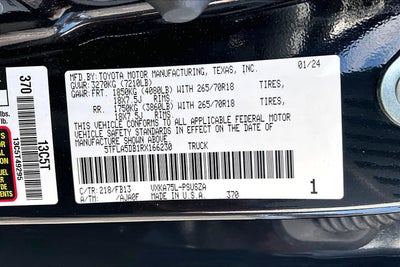 MFD.BY:TOYOTA MOTOR MANUFACTURING, TEXAS, INC. 01/24
GVWR: 3270KG (7210LB)
GAWR:FRT. 1850KG (4080LB)WITH 265/70R18 TIRES,
18X7.5J RIMS
RR. 1750KG (3860LB)WITH 265/70R18 TIRES,
18X7.5J RIMS
THIS VEHICLE CONFORMS TO ALL APPLICABLE FEDERAL MOTOR
VEHICLE SAFETY STANDARDS IN EFFECT ON THE DATE OF
MANUFACTURE SHOWN ABOVE.
5TFLA5DB1RX166230 TRUCK
C/TR:218/FB13 VXKA75L-PSUSZA
A/TM: /AJA0F MADE IN U.S.A. 370 1
370
13CST